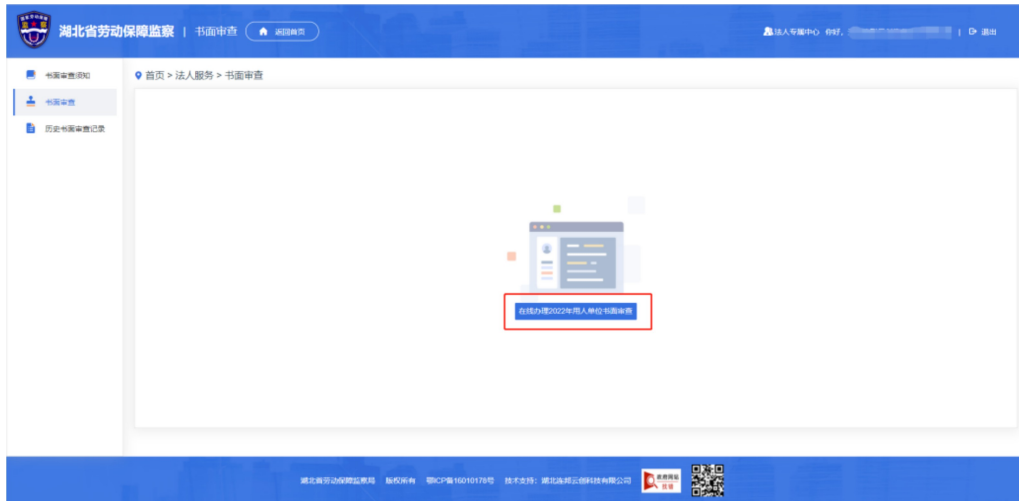 湖北省劳动保障监察 | 书面审查 返回首页
法人专属中心 你好, | 退出
书面审查须知
书面审查
历史书面审查记录
首页 > 法人服务 > 书面审查
在线办理2022年用人单位书面审查
湖北省劳动保障监察局 版权所有 鄂ICP备16010178号 技术支持：湖北连邦云创科技有限公司
政府网站
找错